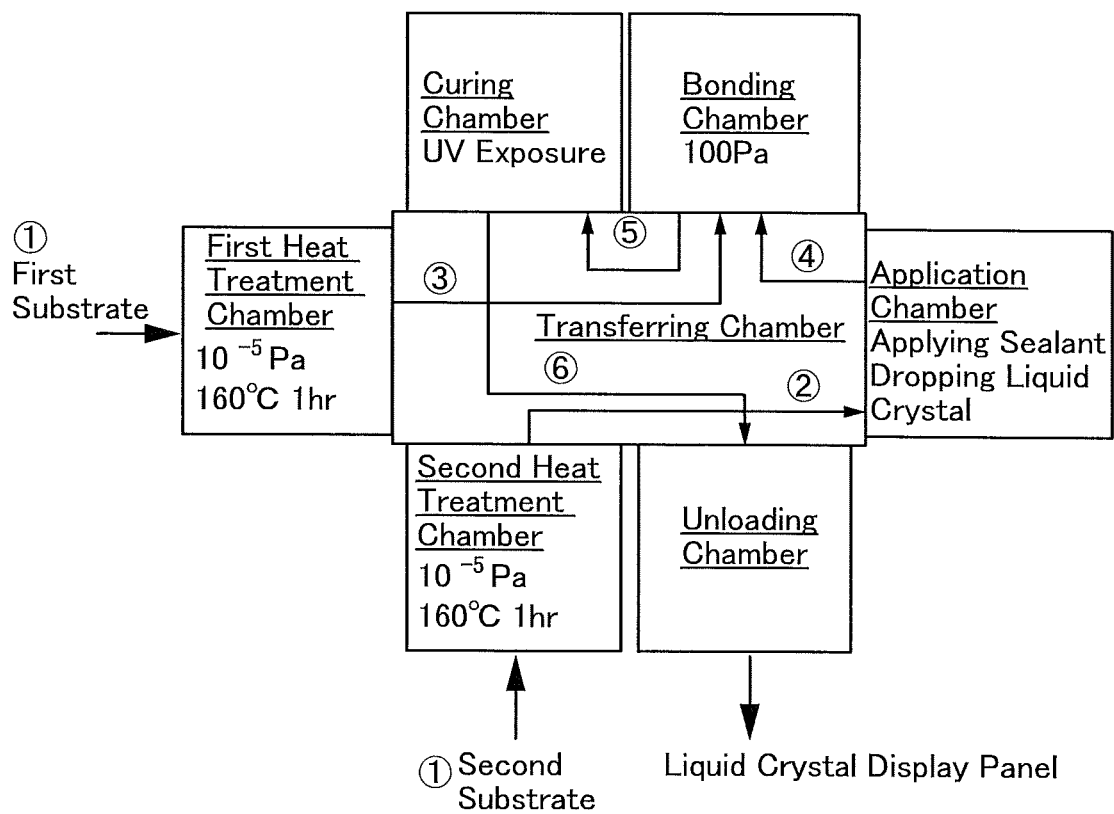 Curing
Chamber
UV Exposure
Bonding
Chamber
100Pa
①
First
Substrate
First Heat
Treatment
Chamber
10⁻⁵ Pa
160℃ 1hr
③
⑤
④
Transferring Chamber
⑥
②
Application
Chamber
Applying Sealant
Dropping Liquid
Crystal
Second Heat
Treatment
Chamber
10⁻⁵ Pa
160℃ 1hr
Unloading
Chamber
① Second
Substrate
Liquid Crystal Display Panel